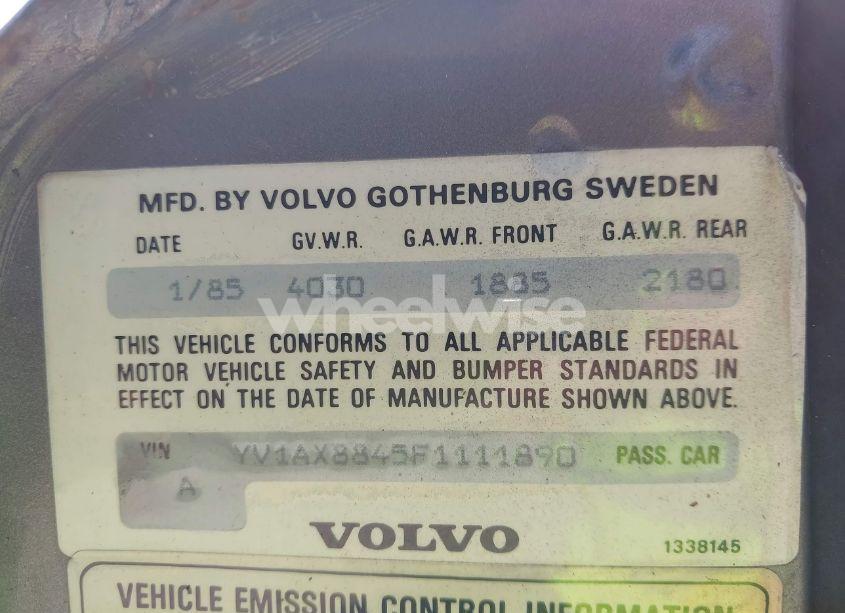 MFD. BY VOLVO GOTHENBURG SWEDEN
DATE GV.W.R. G.A.W.R. FRONT G.A.W.R. REAR
1/85 4030 1885 2180
wheelwise
THIS VEHICLE CONFORMS TO ALL APPLICABLE FEDERAL
MOTOR VEHICLE SAFETY AND BUMPER STANDARDS IN
EFFECT ON THE DATE OF MANUFACTURE SHOWN ABOVE.
VIN YV1AX8845F1111890 PASS. CAR
A
VOLVO
1338145
VEHICLE EMISSION CONTROL INFORMATION